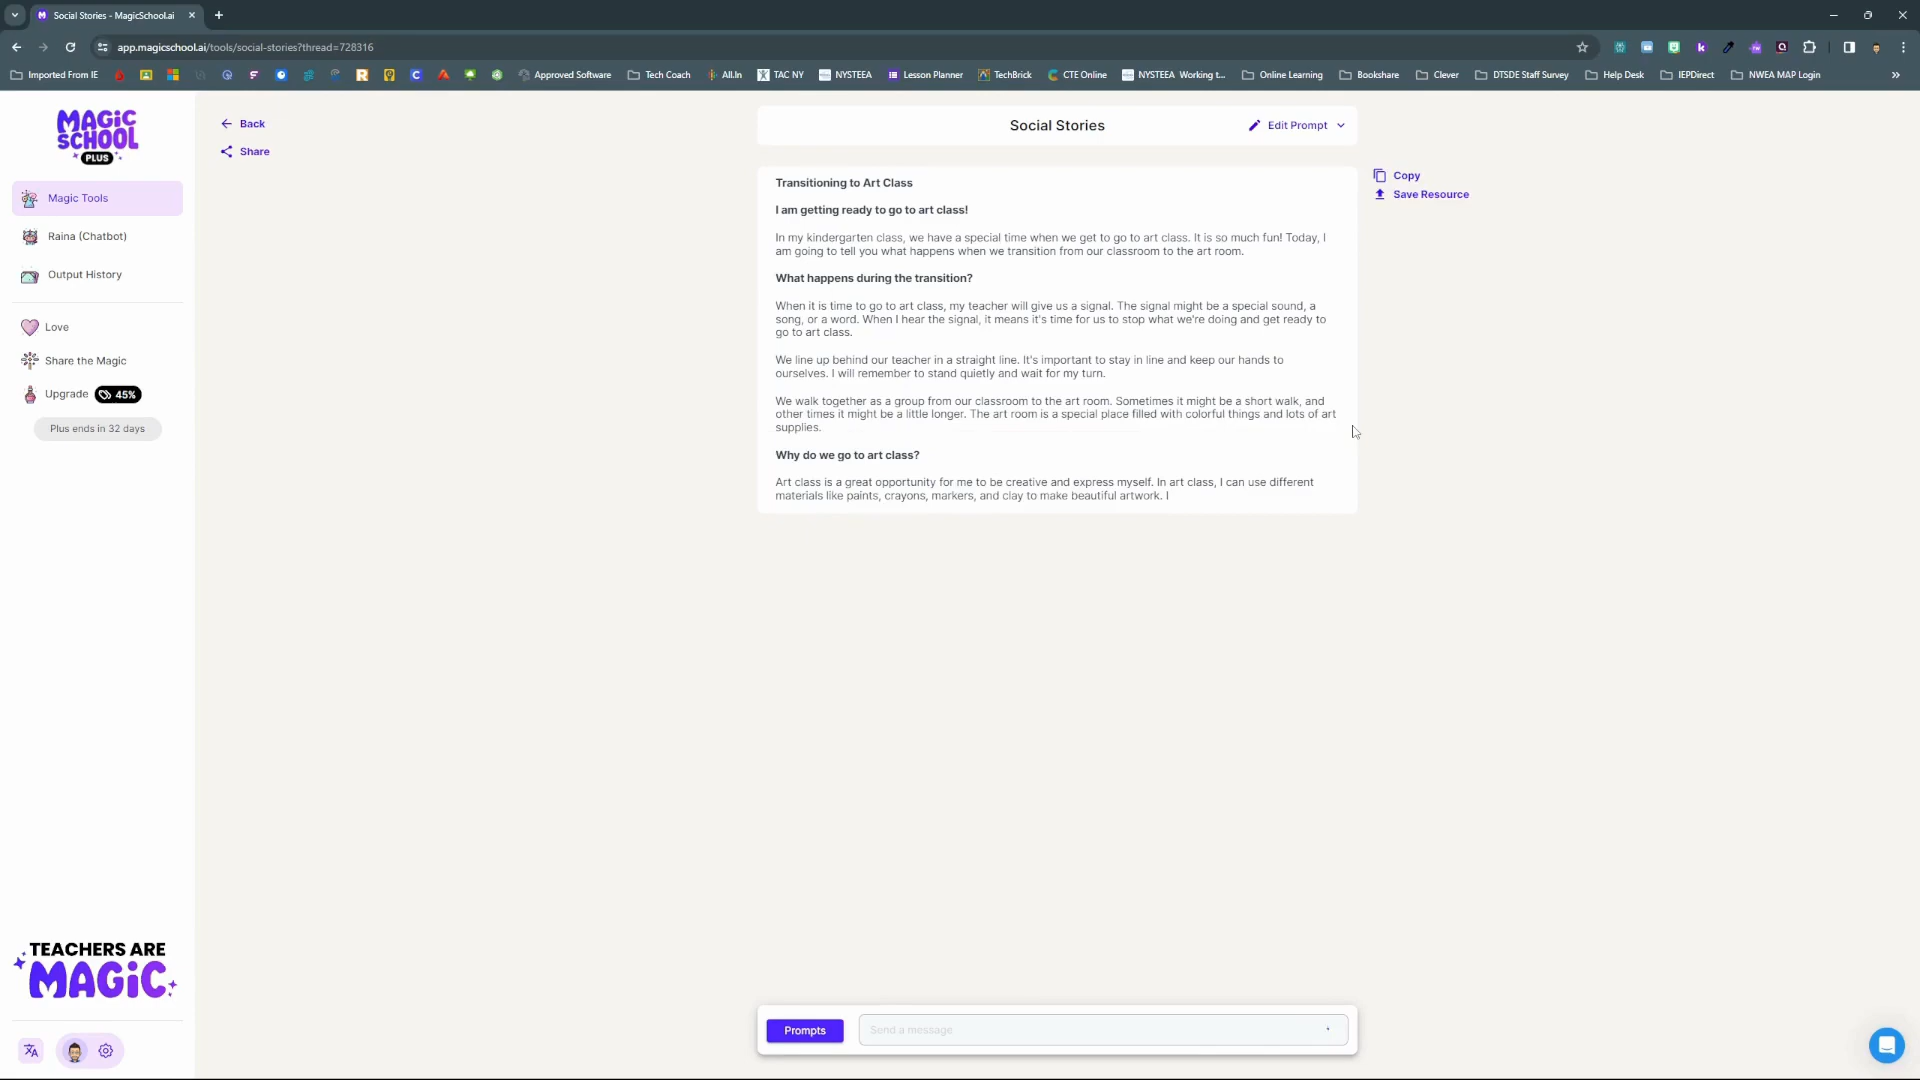 Social Stories - MagicSchool.ai
app.magicschool.ai/tools/social-stories?thread=728316
Imported From IE
Approved Software
Tech Coach
All.In
TAC NY
NYSTEEA
Lesson Planner
TechBrick
CTE Online
NYSTEEA Working t...
Online Learning
Bookshare
Clever
DTSDE Staff Survey
Help Desk
IEPDirect
NWEA MAP Login
MAGiC
SCHOOL
PLUS
Magic Tools
Raina (Chatbot)
Output History
Love
Share the Magic
Upgrade 45%
Plus ends in 32 days
TEACHERS ARE
MAGiC
Back
Share
Social Stories
Edit Prompt
Copy
Save Resource
Transitioning to Art Class
I am getting ready to go to art class!
In my kindergarten class, we have a special time when we get to go to art class. It is so much fun! Today, I
am going to tell you what happens when we transition from our classroom to the art room.
What happens during the transition?
When it is time to go to art class, my teacher will give us a signal. The signal might be a special sound, a
song, or a word. When I hear the signal, it means it's time for us to stop what we're doing and get ready to
go to art class.
We line up behind our teacher in a straight line. It's important to stay in line and keep our hands to
ourselves. I will remember to stand quietly and wait for my turn.
We walk together as a group from our classroom to the art room. Sometimes it might be a short walk, and
other times it might be a little longer. The art room is a special place filled with colorful things and lots of art
supplies.
Why do we go to art class?
Art class is a great opportunity for me to be creative and express myself. In art class, I can use different
materials like paints, crayons, markers, and clay to make beautiful artwork. I
Prompts
Send a message